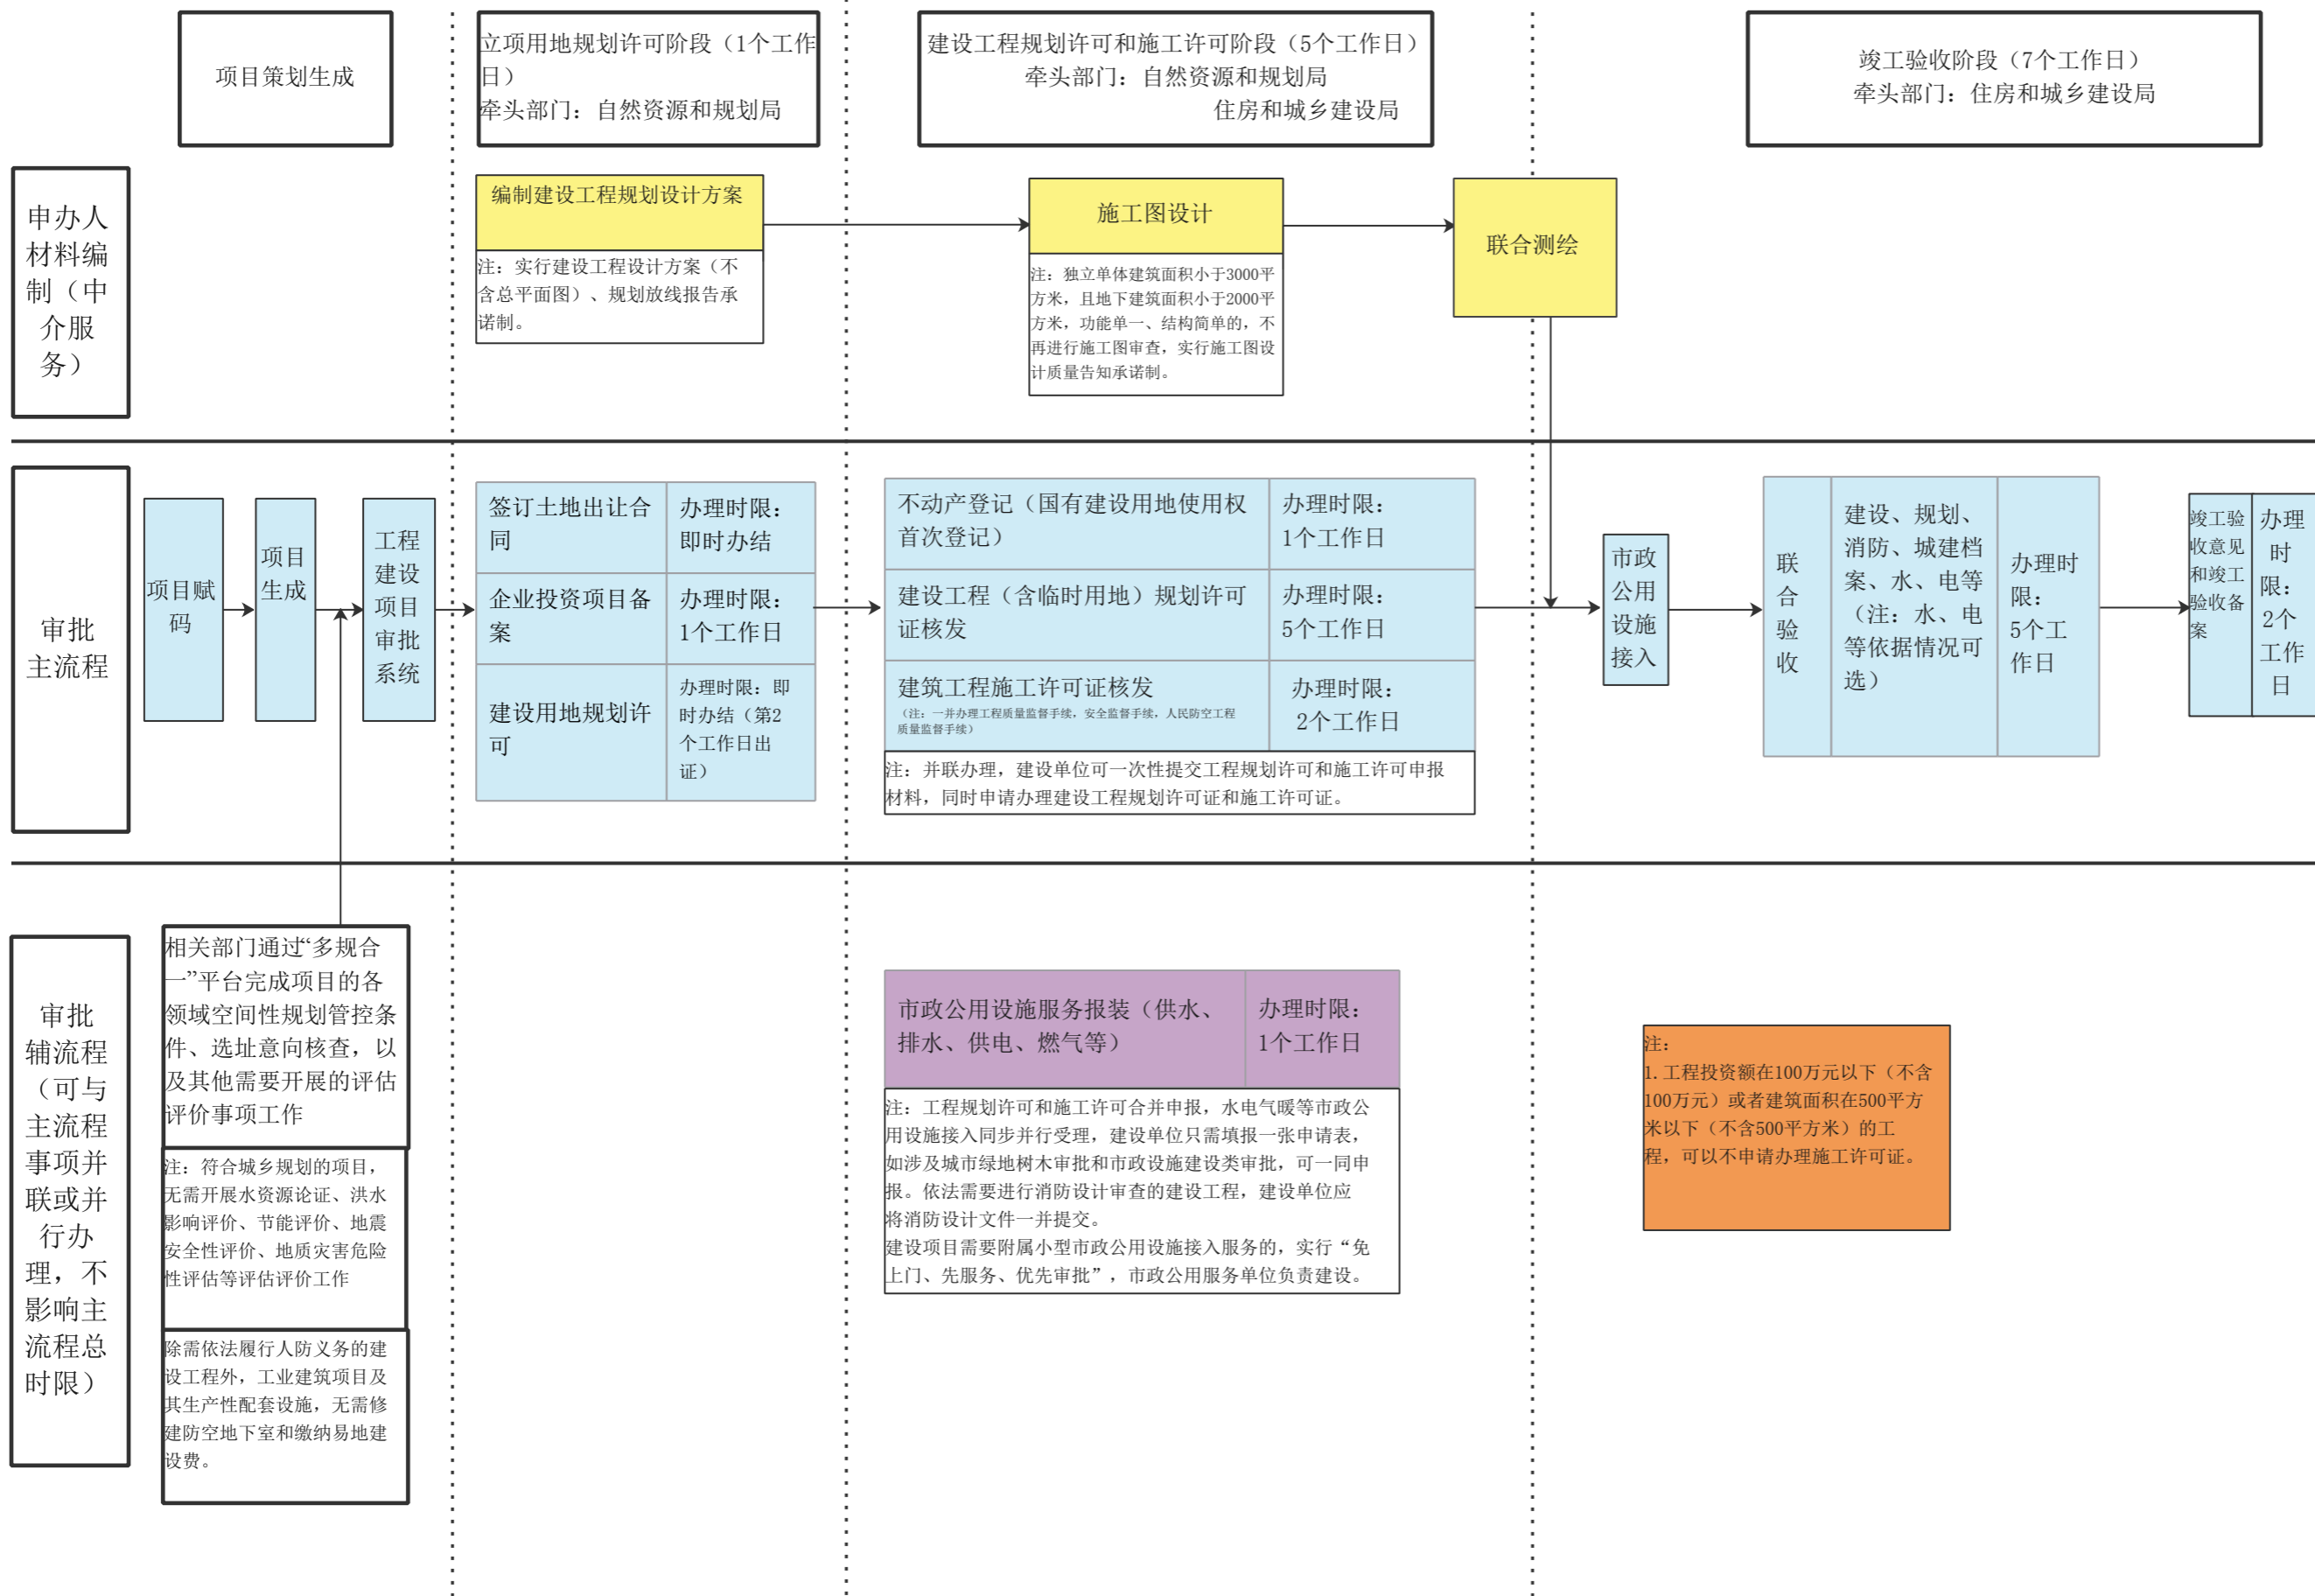 项目策划生成
立项用地规划许可阶段（1个工作
日）
牵头部门：自然资源和规划局
建设工程规划许可和施工许可阶段（5个工作日）
牵头部门：自然资源和规划局
住房和城乡建设局
竣工验收阶段（7个工作日）
牵头部门：住房和城乡建设局
申办人
材料编
制（中
介服
务）
编制建设工程规划设计方案
注：实行建设工程设计方案（不
含总平面图）、规划放线报告承
诺制。
施工图设计
注：独立单体建筑面积小于3000平
方米，且地下建筑面积小于2000平
方米，功能单一、结构简单的，不
再进行施工图审查，实行施工图设
计质量告知承诺制。
联合测绘
审批
主流程
项目赋
码
项目
生成
工程
建设
项目
审批
系统
签订土地出让合
同
办理时限：
即时办结
企业投资项目备
案
办理时限：
1个工作日
建设用地规划许
可
办理时限：即
时办结（第2
个工作日出
证）
不动产登记（国有建设用地使用权
首次登记）
办理时限：
1个工作日
建设工程（含临时用地）规划许可
证核发
办理时限：
5个工作日
建筑工程施工许可证核发
（注：一并办理工程质量监督手续，安全监督手续，人民防空工程
质量监督手续）
办理时限：
2个工作日
注：并联办理，建设单位可一次性提交工程规划许可和施工许可申报
材料，同时申请办理建设工程规划许可证和施工许可证。
市政
公用
设施
接入
联
合
验
收
建设、规划、
消防、城建档
案、水、电等
（注：水、电
等依据情况可
选）
办理时
限：
5个工
作日
竣工验
收意见
和竣工
验收备
案
办理
时
限：
2个
工作
日
审批
辅流程
（可与
主流程
事项并
联或并
行办
理，不
影响主
流程总
时限）
相关部门通过“多规合
一”平台完成项目的各
领域空间性规划管控条
件、选址意向核查，以
及其他需要开展的评估
评价事项工作
注：符合城乡规划的项目，
无需开展水资源论证、洪水
影响评价、节能评价、地震
安全性评价、地质灾害危险
性评估等评估评价工作
除需依法履行人防义务的建
设工程外，工业建筑项目及
其生产性配套设施，无需修
建防空地下室和缴纳易地建
设费。
市政公用设施服务报装（供水、
排水、供电、燃气等）
办理时限：
1个工作日
注：工程规划许可和施工许可合并申报，水电气暖等市政公
用设施接入同步并行受理，建设单位只需填报一张申请表，
如涉及城市绿地树木审批和市政设施建设类审批，可一同申
报。依法需要进行消防设计审查的建设工程，建设单位应
将消防设计文件一并提交。
建设项目需要附属小型市政公用设施接入服务的，实行“免
上门、先服务、优先审批”，市政公用服务单位负责建设。
注：
1.工程投资额在100万元以下（不含
100万元）或者建筑面积在500平方
米以下（不含500平方米）的工
程，可以不申请办理施工许可证。